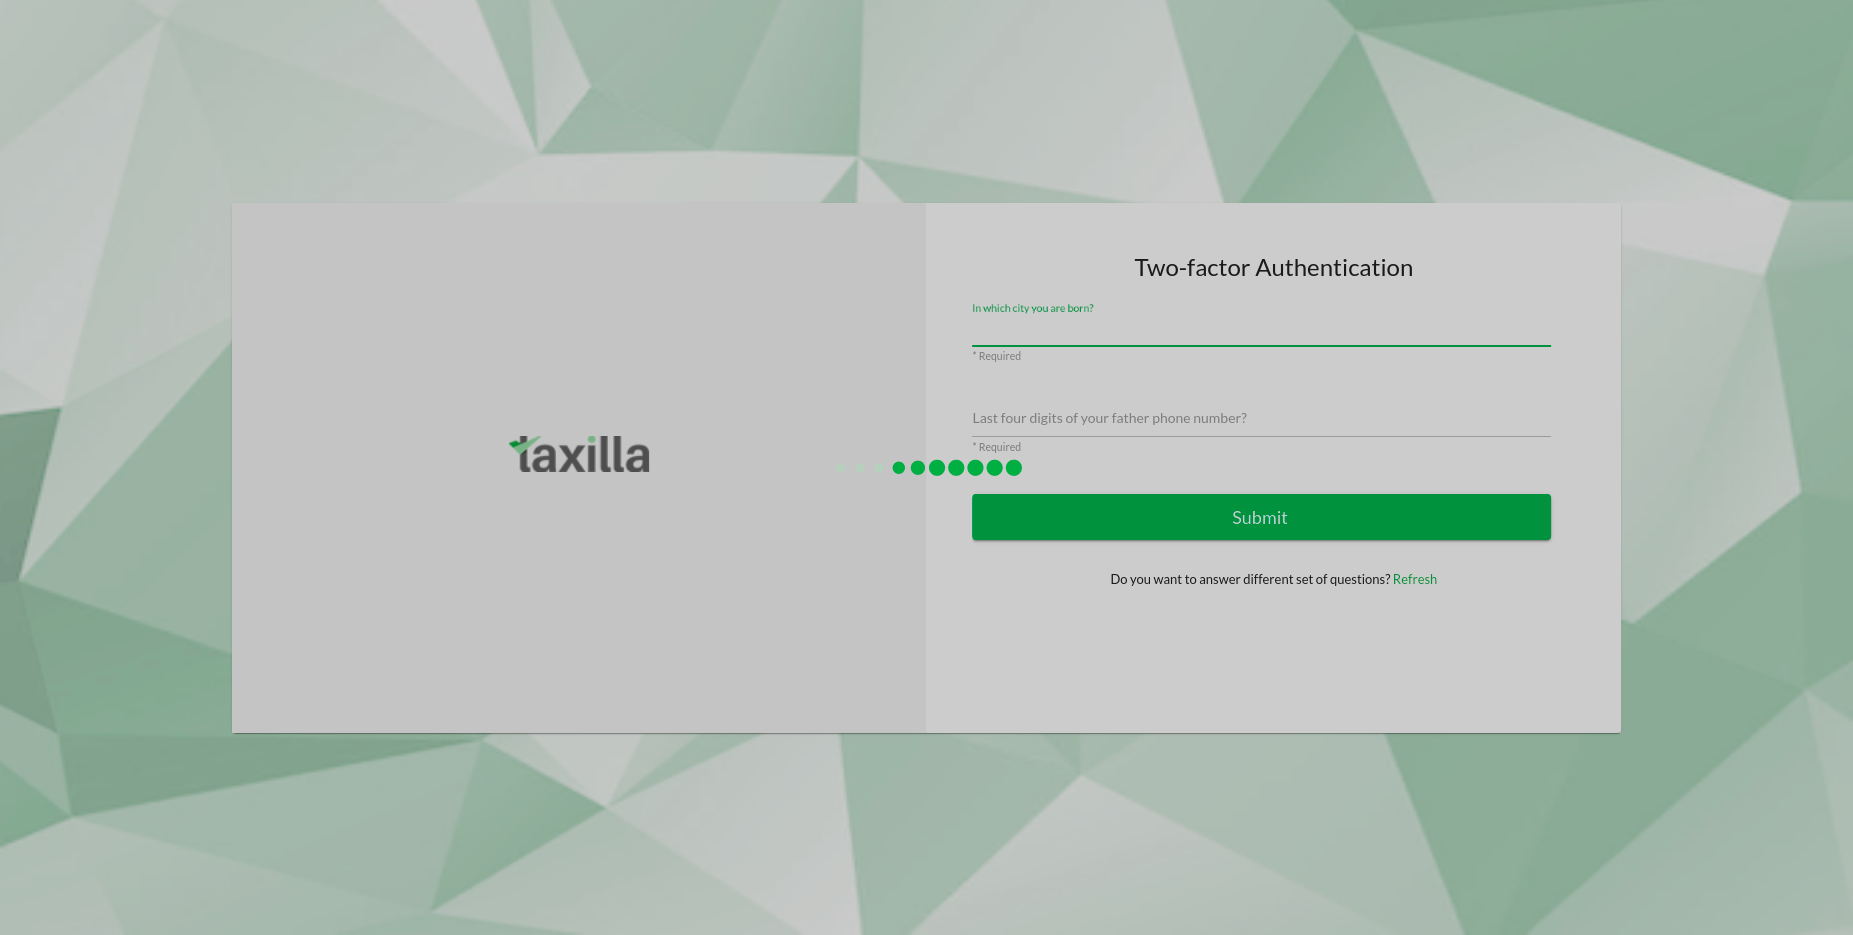 taxilla
Two-factor Authentication
In which city you are born?
* Required
Last four digits of your father phone number?
* Required
Submit
Do you want to answer different set of questions? Refresh